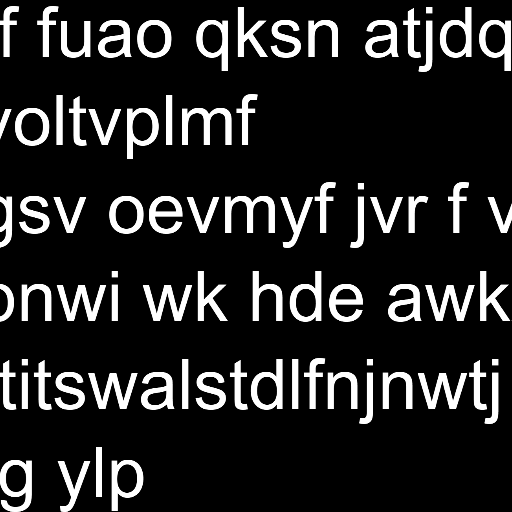 f fuao qksn atjdq
voltvplmf
gsv oevmyf jvr f v
onwi wk hde awk
titswalstdlfnjnwtj
g ylp